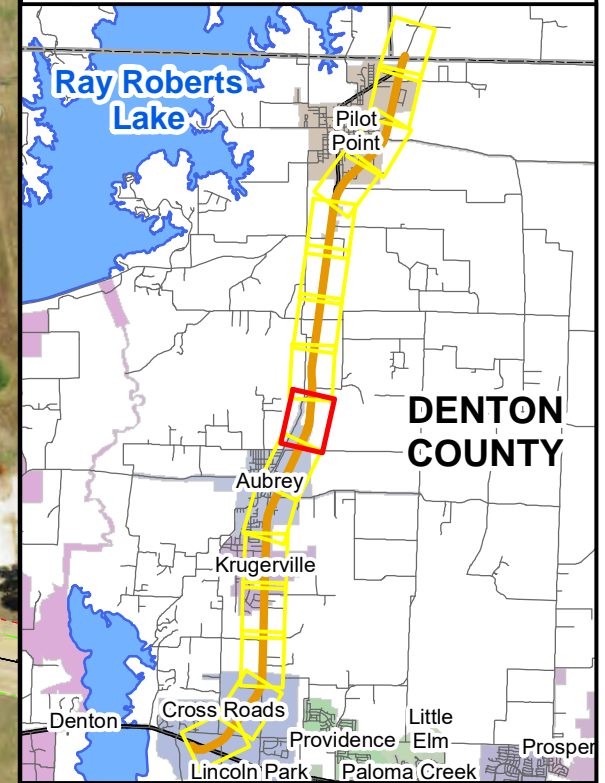 Ray Roberts
Lake
Pilot
Point
DENTON
COUNTY
Aubrey
Krugerville
Cross Roads
Denton
Little
Elm
Providence
Prosper
Lincoln Park
Paloma Creek